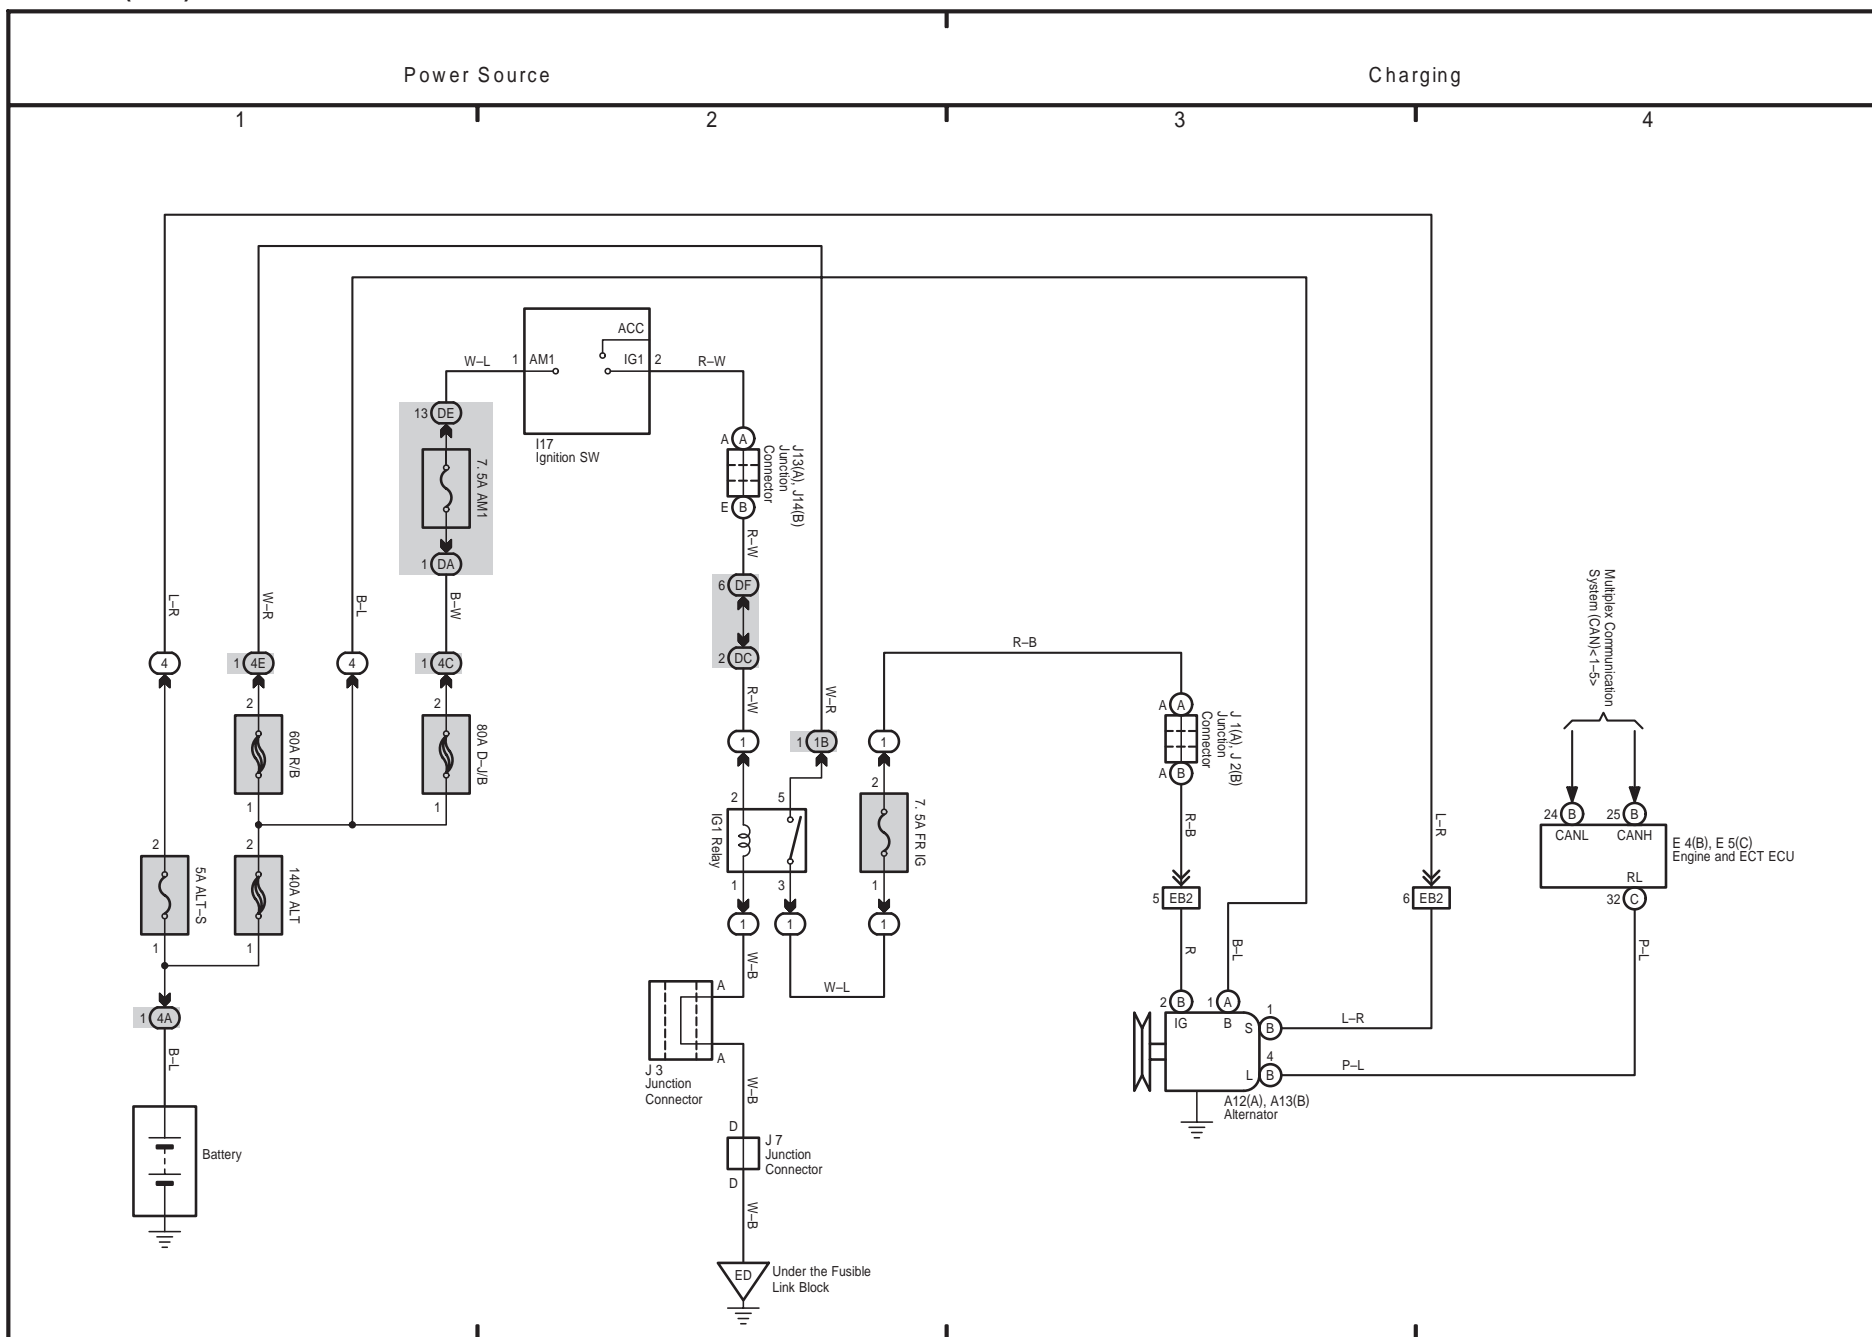 Power Source
Charging
1
2
3
4
ACC
W–L
1
AM1
IG1
2
R–W
13
DE
I17
Ignition SW
7. 5A AM1
1
DA
A
A
J13(A), J14(B)
Junction
Connector
E
B
R–W
6
DF
2
DC
R–W
L–R
W–R
B–L
B–W
4
1
4E
4
1
4C
2
60A R/B
1
2
80A D–J/B
1
W–R
1
1
1B
1
2
5
IG1 Relay
1
3
2
7. 5A FR IG
1
1
1
1
R–B
A
A
J 1(A), J 2(B)
Junction
Connector
A
B
R–B
L–R
Multiplex Communication
System (CAN)<1–5>
24
B
25
B
CANL
CANH
E 4(B), E 5(C)
Engine and ECT ECU
RL
32
C
P–L
2
5A ALT–S
1
2
140A ALT
1
5
EB2
6
EB2
R
B–L
W–B
W–L
A
A
J 3
Junction
Connector
1
4A
B–L
2
B
1
A
IG
B
S
1
B
L–R
L
4
B
P–L
A12(A), A13(B)
Alternator
W–B
Battery
D
J 7
Junction
Connector
D
W–B
ED
Under the Fusible
Link Block